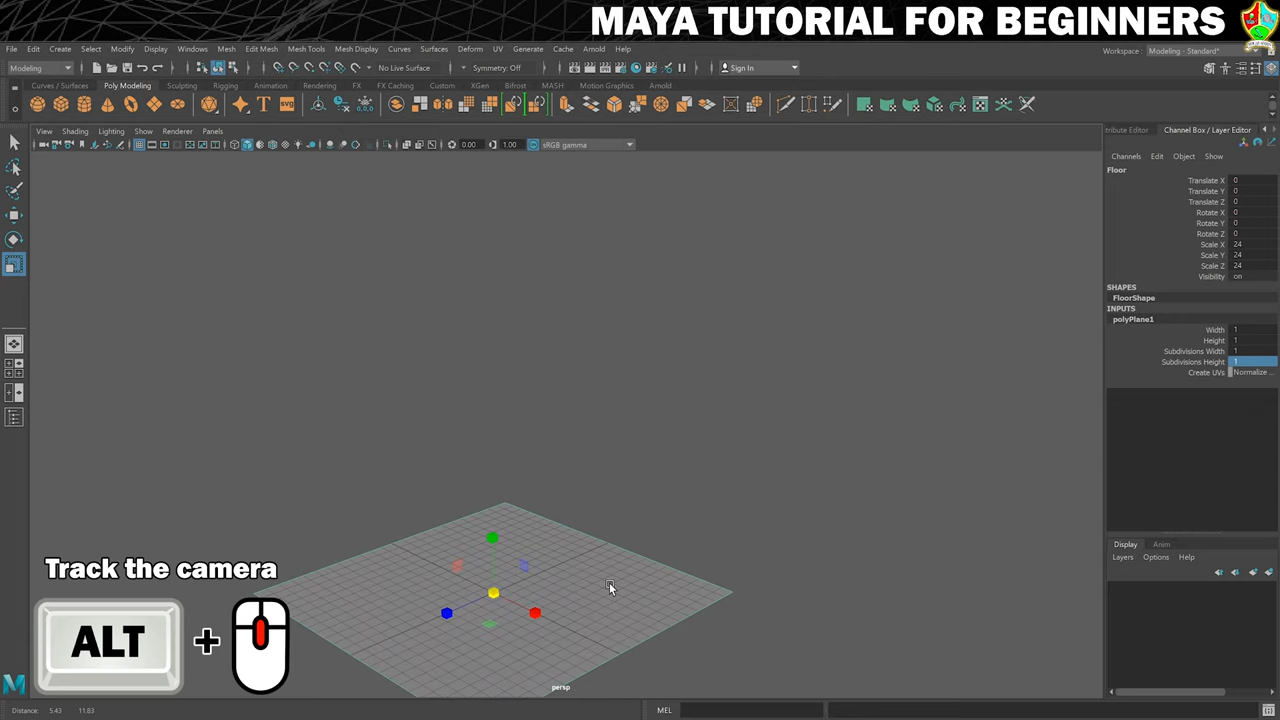 MAYA TUTORIAL FOR BEGINNERS
File Edit Create Select Modify Display Windows Mesh Edit Mesh Mesh Tools Mesh Display Curves Surfaces Deform UV Generate Cache Arnold Help
Workspace : Modeling - Standard*
Modeling
No Live Surface
Symmetry: Off
Sign In
Curves / Surfaces Poly Modeling Sculpting Rigging Animation Rendering FX FX Caching Custom XGen Bifrost MASH Motion Graphics Arnold
SVG
View Shading Lighting Show Renderer Panels
0.00 1.00 sRGB gamma
tribute Editor Channel Box / Layer Editor
Channels Edit Object Show
Floor
Translate X 0
Translate Y 0
Translate Z 0
Rotate X 0
Rotate Y 0
Rotate Z 0
Scale X 24
Scale Y 24
Scale Z 24
Visibility on
SHAPES
FloorShape
INPUTS
polyPlane1
Width 1
Height 1
Subdivisions Width 1
Subdivisions Height 1
Create UVs Normalize ...
Display Anim
Layers Options Help
Track the camera
ALT +
persp
Distance: 5.43 11.83
MEL